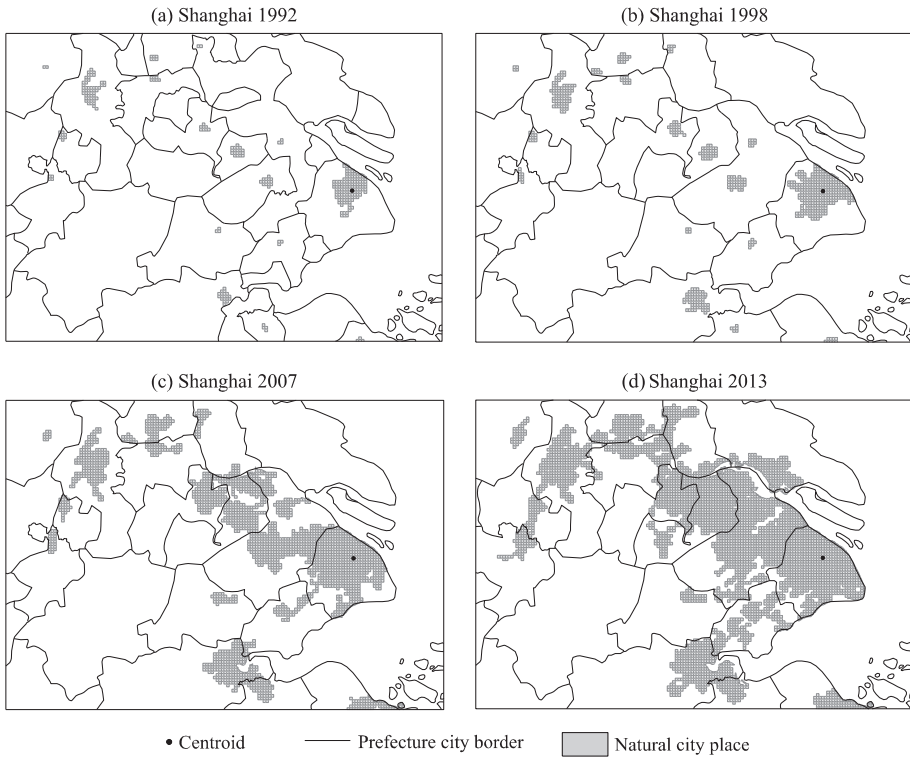 (a) Shanghai 1992
(b) Shanghai 1998
(c) Shanghai 2007
(d) Shanghai 2013
Centroid
Prefecture city border
Natural city place